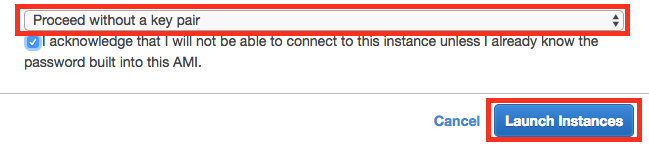 Proceed without a key pair
I acknowledge that I will not be able to connect to this instance unless I already know the
password built into this AMI.
Cancel Launch Instances